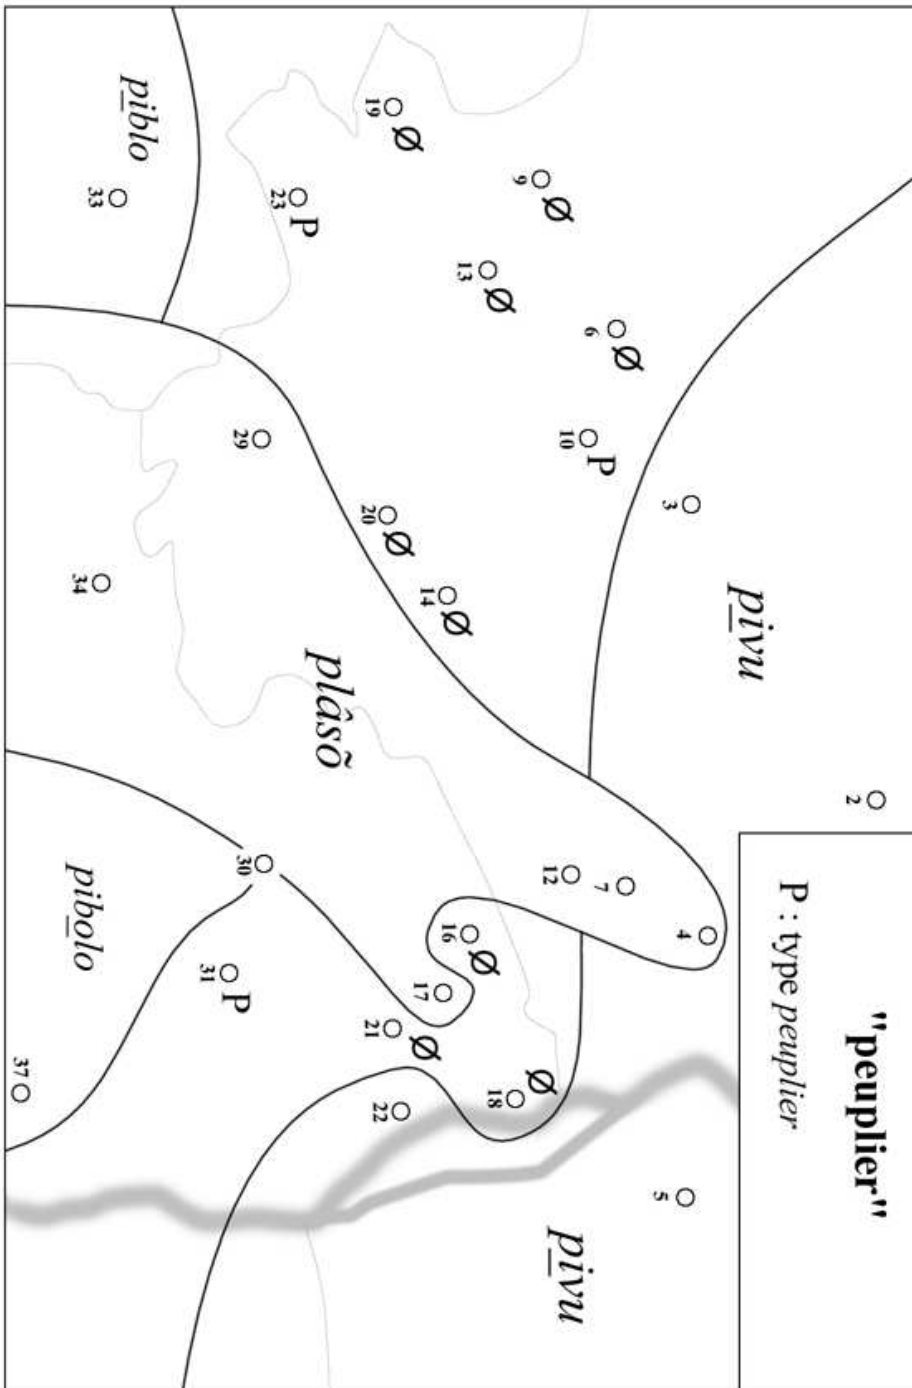 "peuplier"
2
P : type peuplier
pivu
4
3
5
7
6 Ø
10 P
pivu
12
9 Ø
Ø
18
13 Ø
16 Ø
14 Ø
17
Ø
21
19 Ø
20 Ø
22
plâsõ
23 P
29
30
31 P
piblo
33
34
pibolo
37